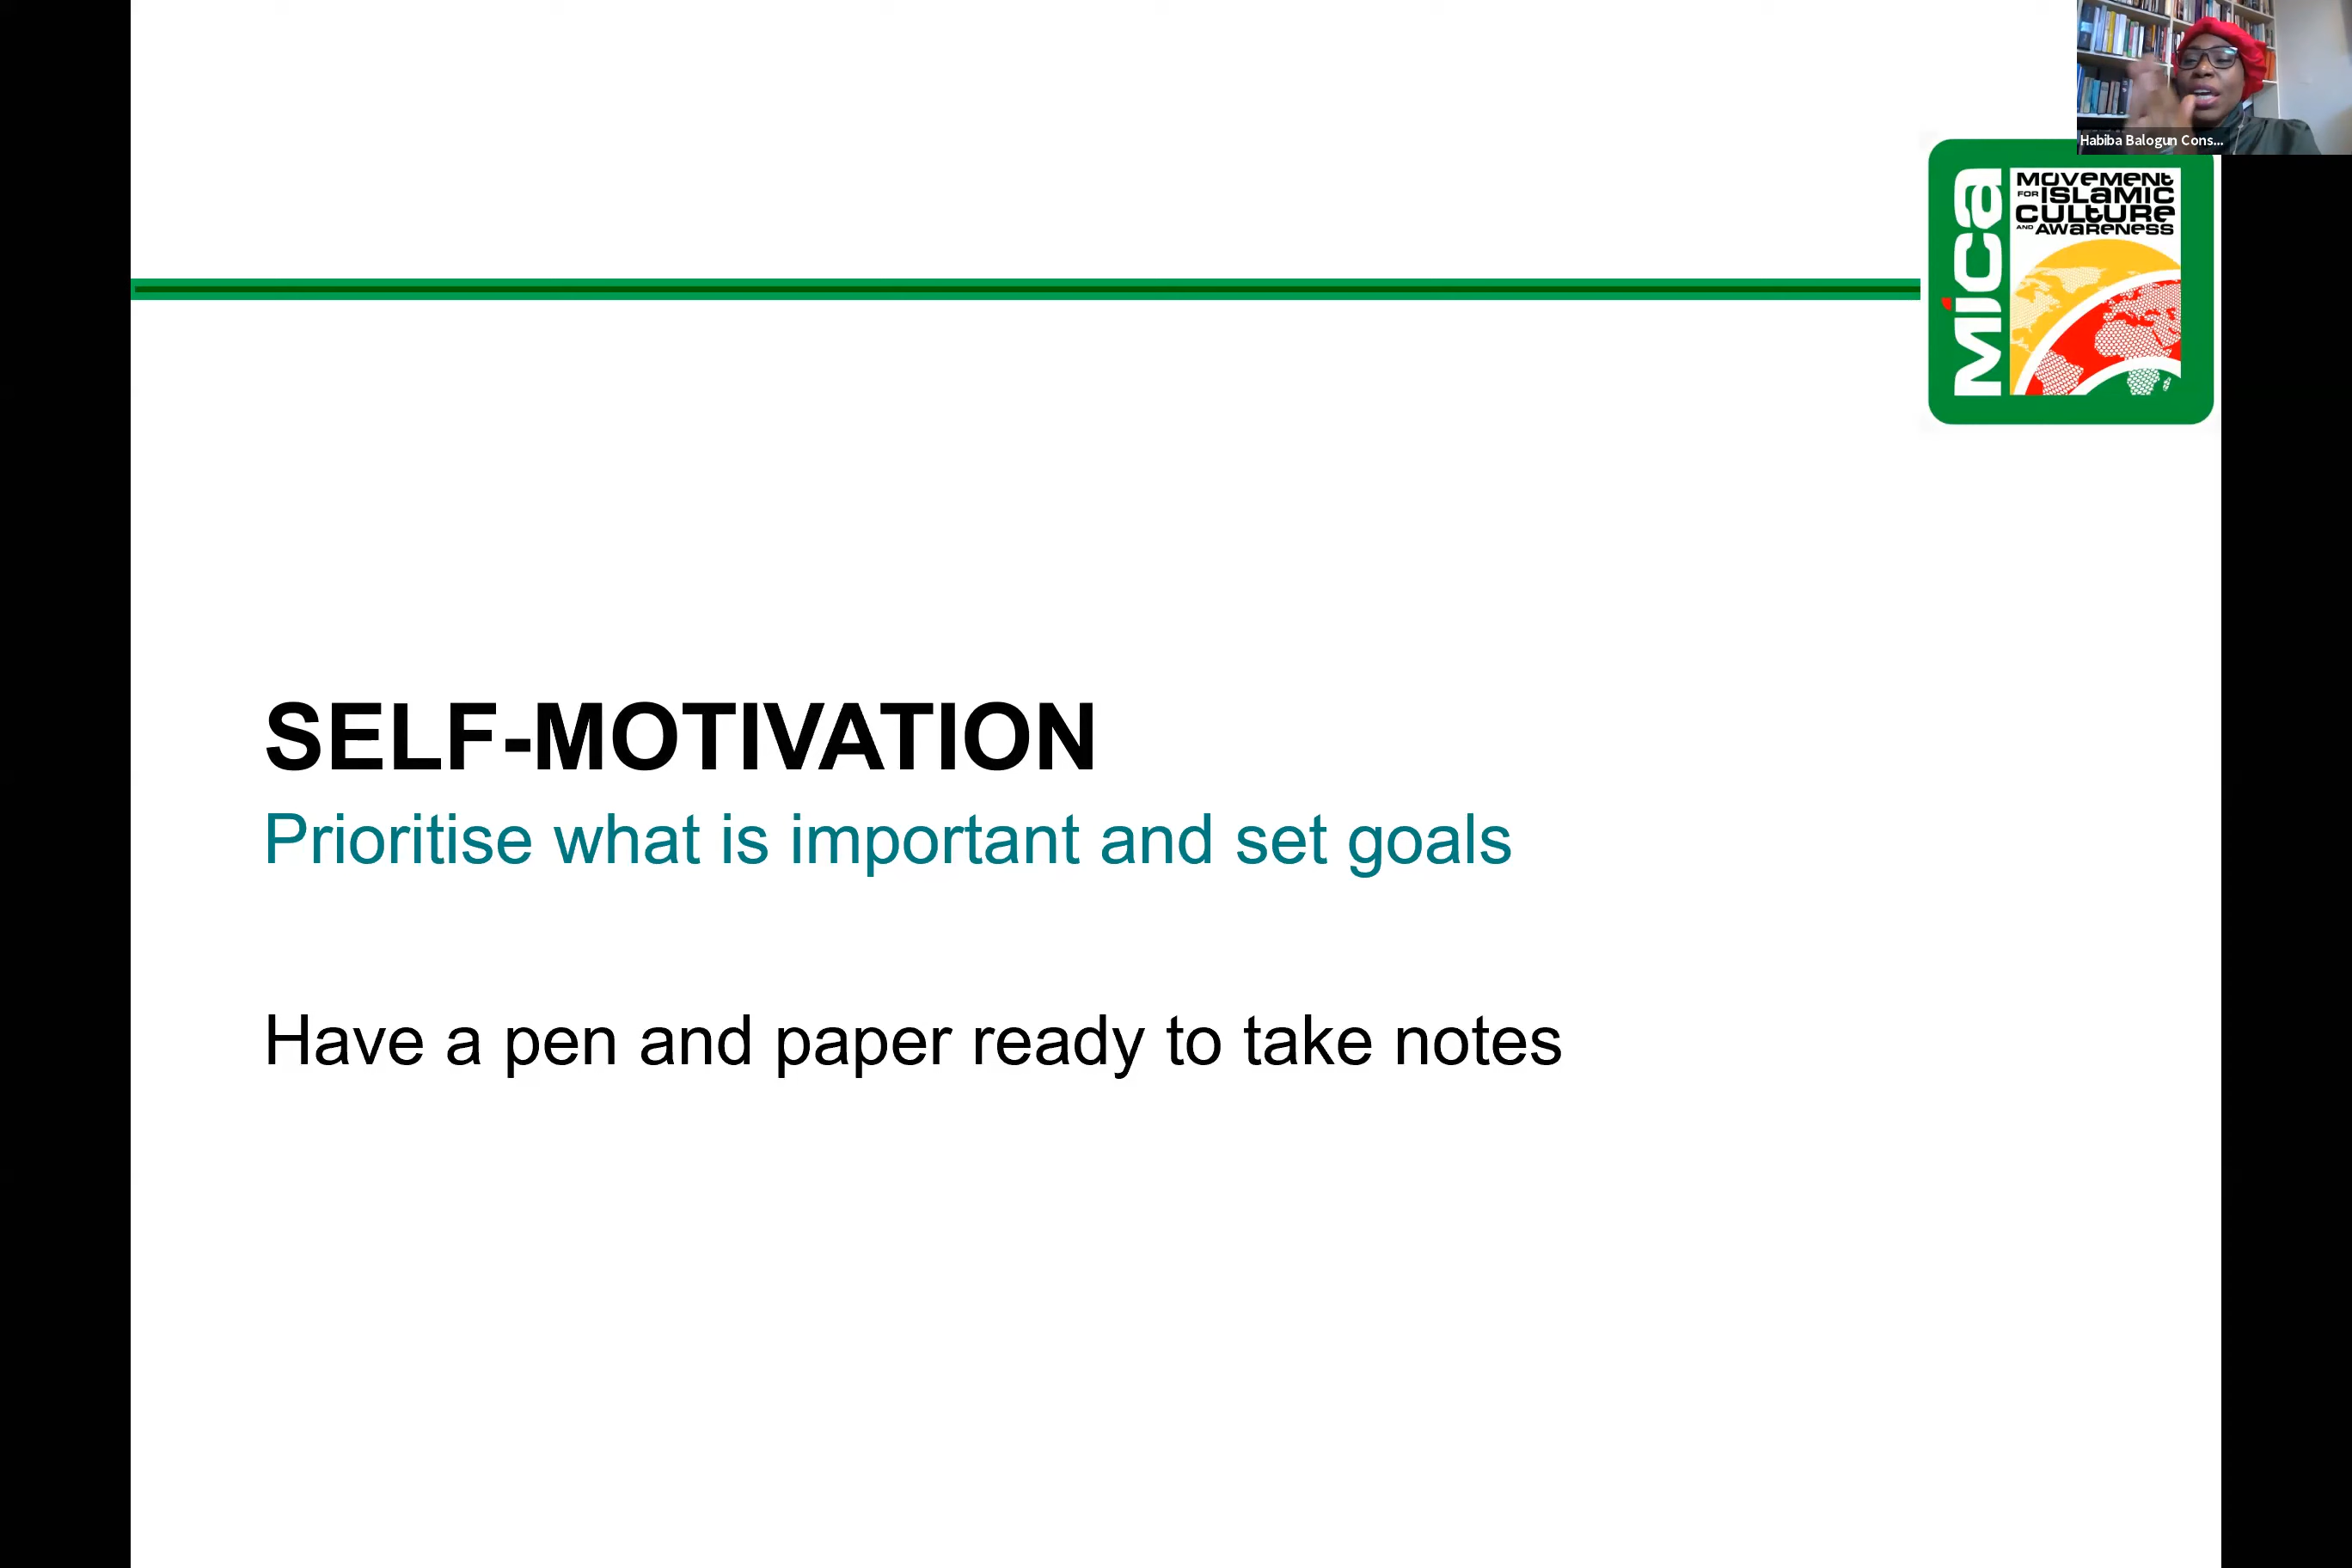 Habiba Balogun Cons...
mica
MOVEMENT
FOR ISLAMIC
CULTURE
AND AWARENESS
SELF-MOTIVATION
Prioritise what is important and set goals
Have a pen and paper ready to take notes